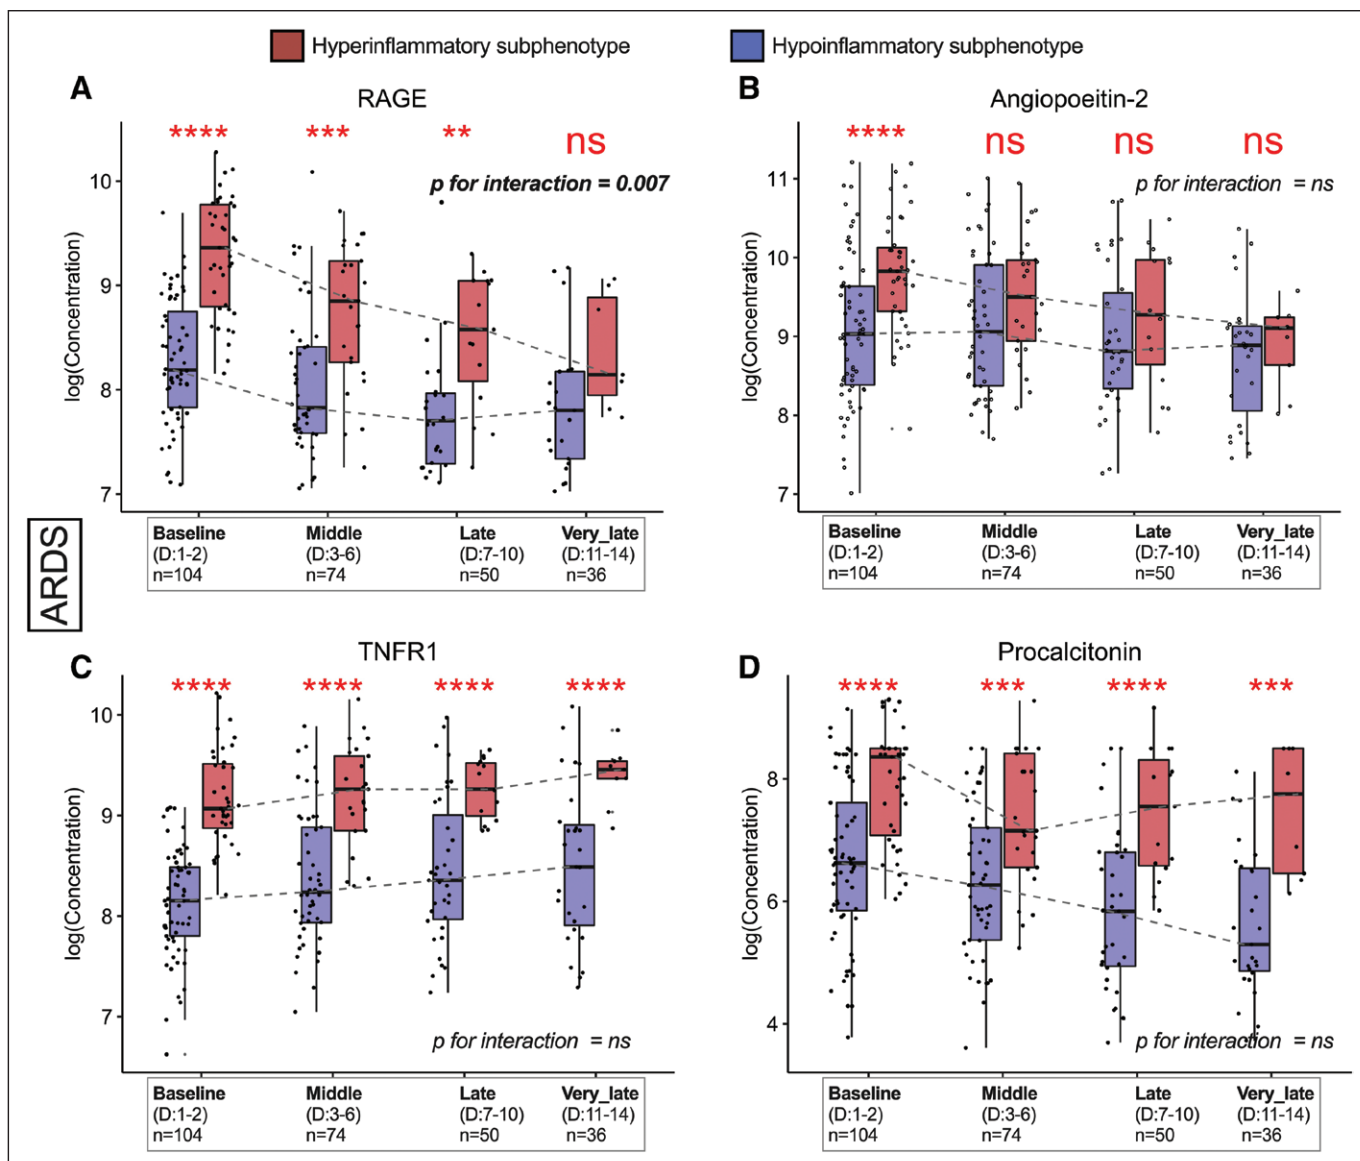 Hyperinflammatory subphenotype
Hypoinflammatory subphenotype
A
RAGE
****
***
**
ns
p for interaction = 0.007
log(Concentration)
10
9
8
7
Baseline
(D:1-2)
n=104
Middle
(D:3-6)
n=74
Late
(D:7-10)
n=50
Very_late
(D:11-14)
n=36
B
Angiopoeitin-2
****
ns
ns
ns
p for interaction = ns
log(Concentration)
11
10
9
8
7
Baseline
(D:1-2)
n=104
Middle
(D:3-6)
n=74
Late
(D:7-10)
n=50
Very_late
(D:11-14)
n=36
ARDS
C
TNFR1
****
****
****
****
log(Concentration)
10
9
8
7
p for interaction = ns
Baseline
(D:1-2)
n=104
Middle
(D:3-6)
n=74
Late
(D:7-10)
n=50
Very_late
(D:11-14)
n=36
D
Procalcitonin
****
***
****
***
log(Concentration)
8
6
4
p for interaction = ns
Baseline
(D:1-2)
n=104
Middle
(D:3-6)
n=74
Late
(D:7-10)
n=50
Very_late
(D:11-14)
n=36